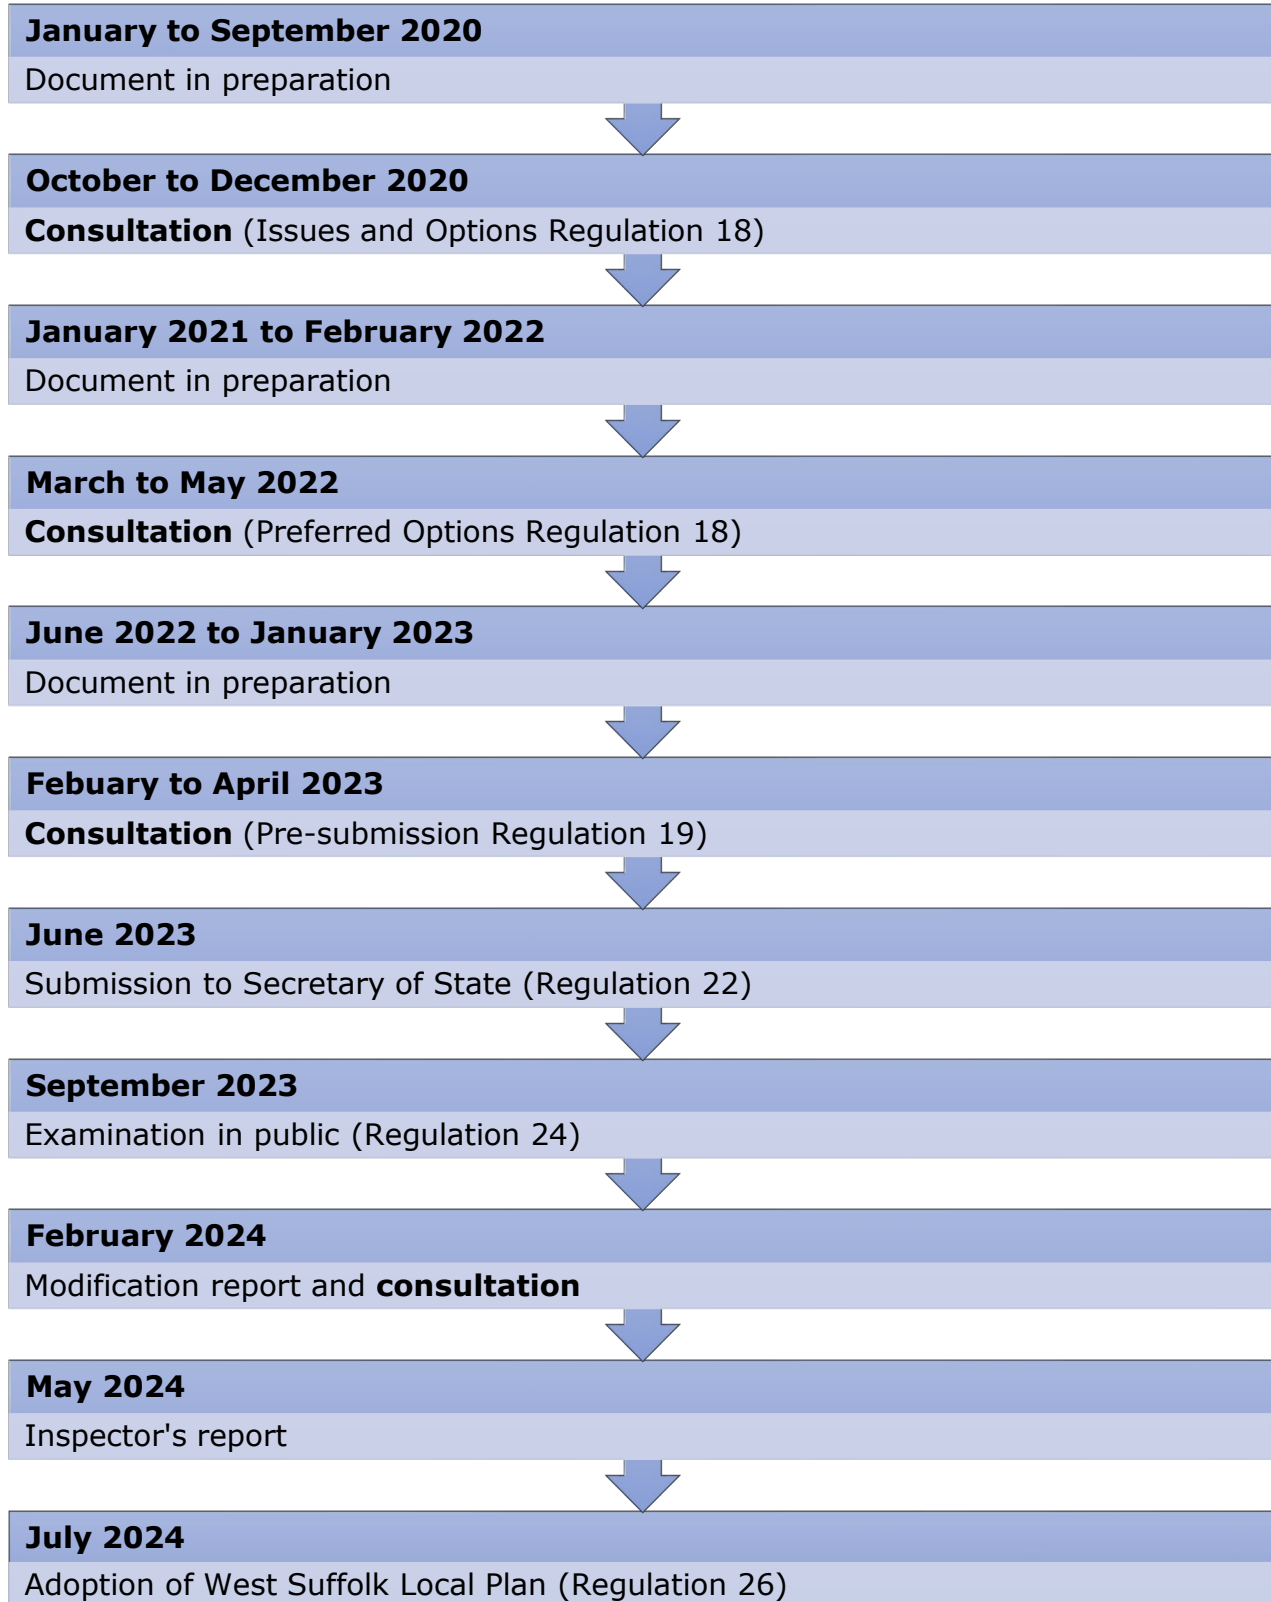 January to September 2020
Document in preparation
October to December 2020
Consultation (Issues and Options Regulation 18)
January 2021 to February 2022
Document in preparation
March to May 2022
Consultation (Preferred Options Regulation 18)
June 2022 to January 2023
Document in preparation
Febuary to April 2023
Consultation (Pre-submission Regulation 19)
June 2023
Submission to Secretary of State (Regulation 22)
September 2023
Examination in public (Regulation 24)
February 2024
Modification report and consultation
May 2024
Inspector's report
July 2024
Adoption of West Suffolk Local Plan (Regulation 26)